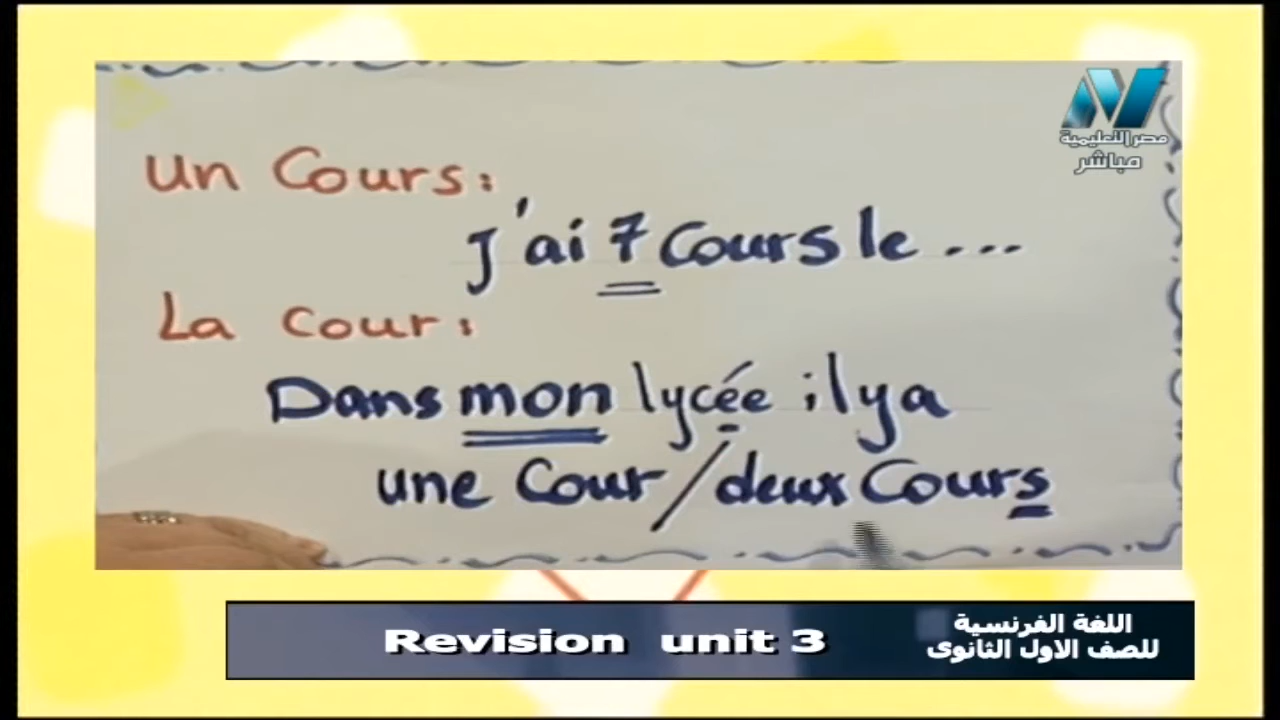 مصر التعليمية
مباشر
un Cours:
J'ai 7 Cours le ...
La Cour:
Dans mon lycée il y a
une Cour / deux Cours
Revision unit 3
اللغة الفرنسية
للصف الاول الثانوى